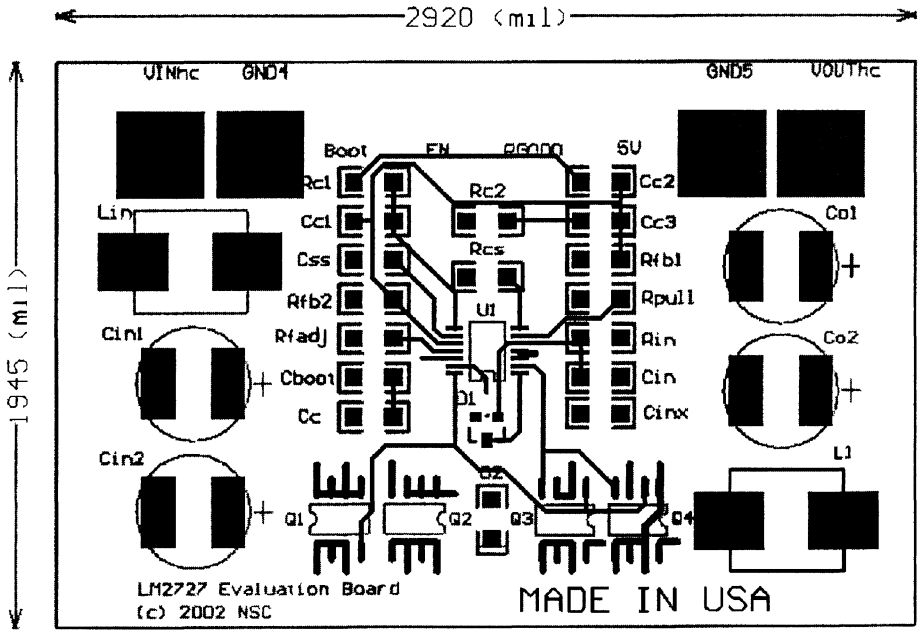 2920 (mil)
1945 (mil)
VINhc GND4 GND5 VOUThc
Boot EN PGOOD 5V
Rc1 Rc2 Cc2
Lin Cc1 Cc3 Co1
Css Rcs Rfb1
Rfb2 U1 Rpull
Cin1 Rfadj Rin Co2
Cboot D1 Cin
Cc Cinx
Cin2 L1
Q2
Q1 Q2 Q3 Q4
LM2727 Evaluation Board
(c) 2002 NSC
MADE IN USA